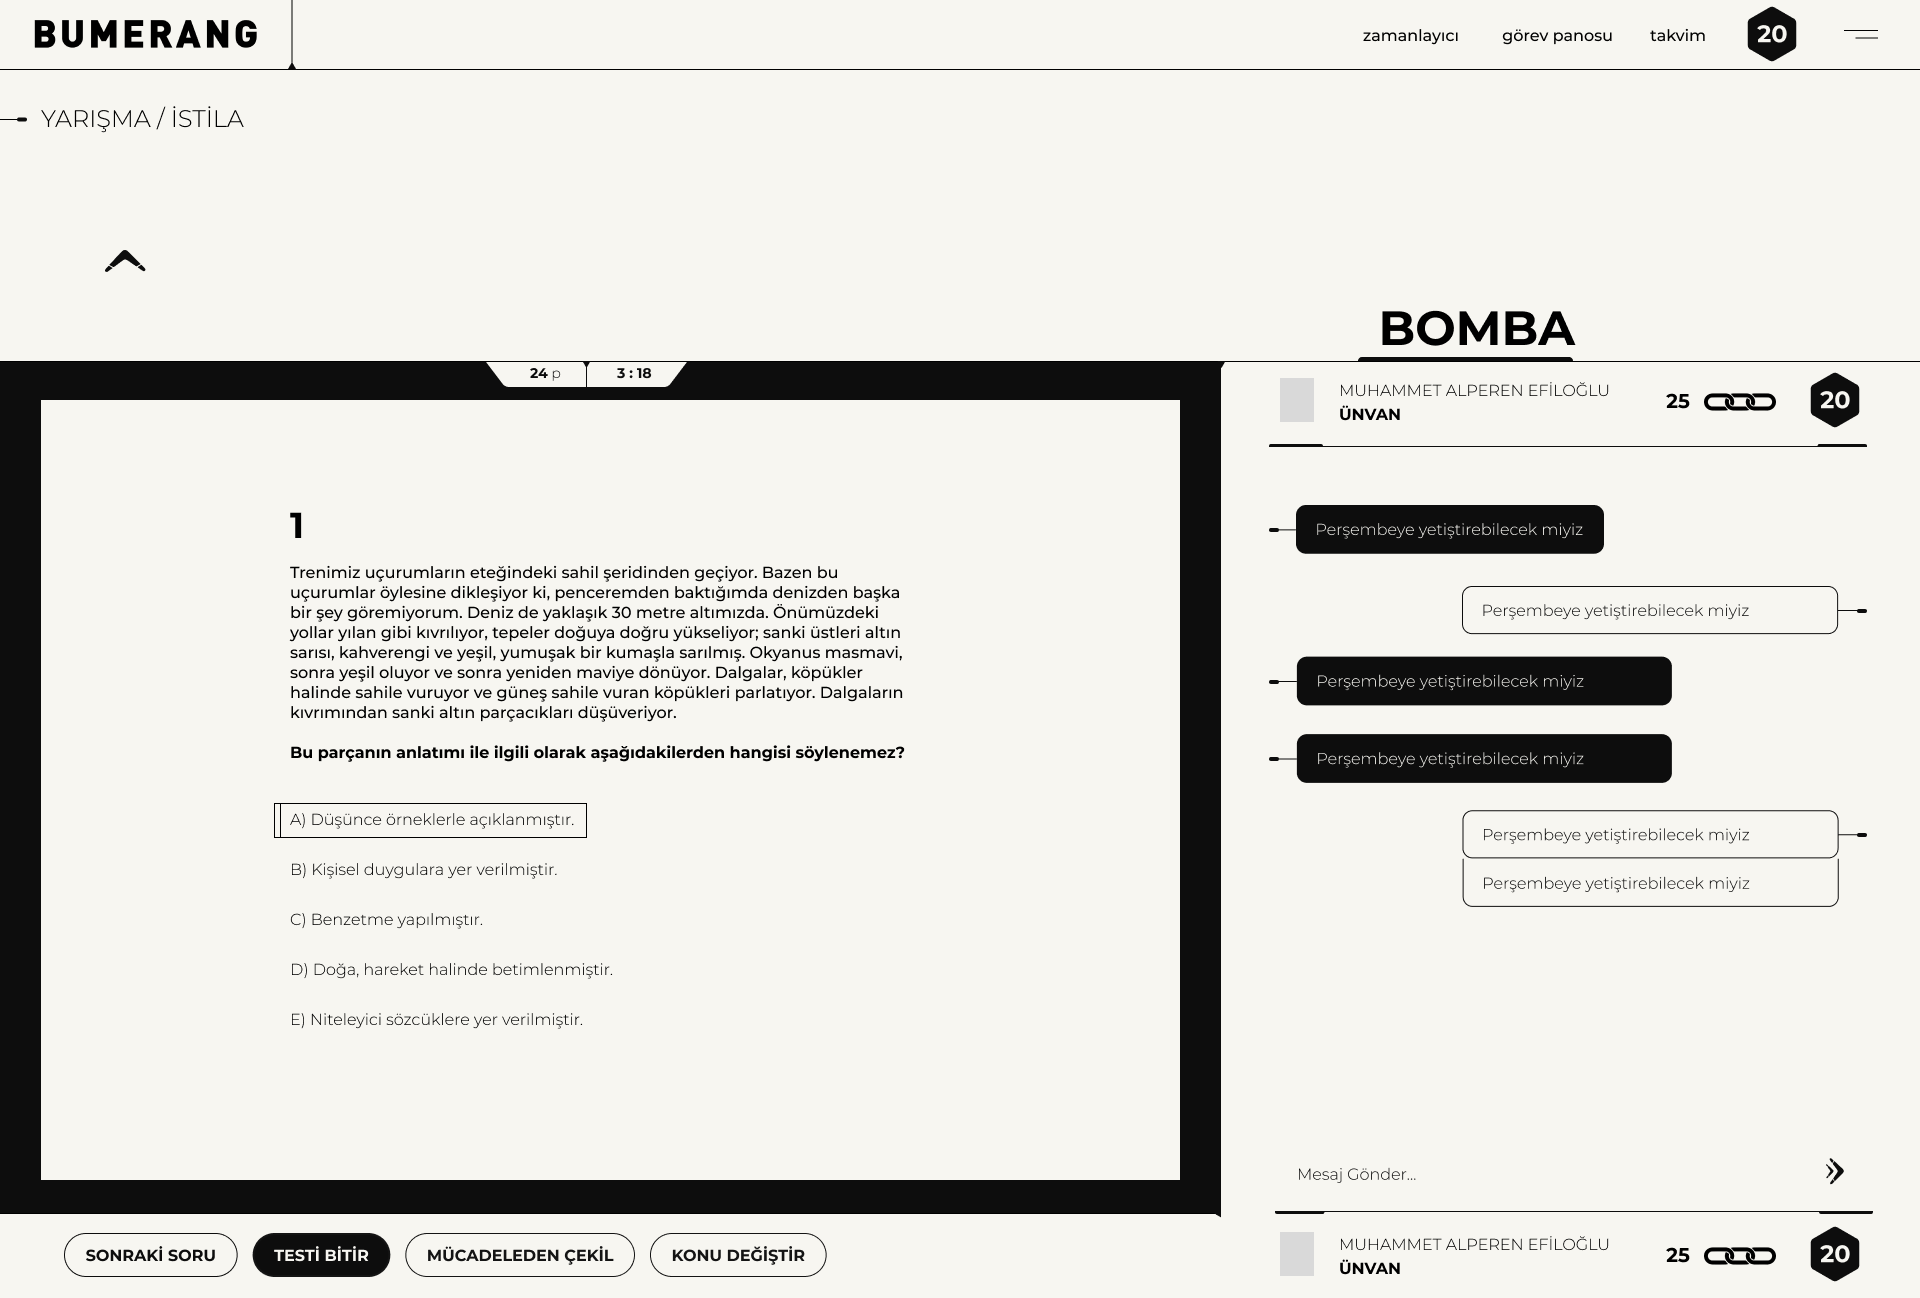 BUMERANG
zamanlayıcı
görev panosu
takvim
20
YARIŞMA / İSTİLA
BOMBA
24 p
3 : 18
MUHAMMET ALPEREN EFİLOĞLU
ÜNVAN
25
20
1
Trenimiz uçurumların eteğindeki sahil şeridinden geçiyor. Bazen bu
uçurumlar öylesine dikleşiyor ki, penceremden baktığımda denizden başka
bir şey göremiyorum. Deniz de yaklaşık 30 metre altımızda. Önümüzdeki
yollar yılan gibi kıvrılıyor, tepeler doğuya doğru yükseliyor; sanki üstleri altın
sarısı, kahverengi ve yeşil, yumuşak bir kumaşla sarılmış. Okyanus masmavi,
sonra yeşil oluyor ve sonra yeniden maviye dönüyor. Dalgalar, köpükler
halinde sahile vuruyor ve güneş sahile vuran köpükleri parlatıyor. Dalgaların
kıvrımından sanki altın parçacıkları düşüveriyor.
Bu parçanın anlatımı ile ilgili olarak aşağıdakilerden hangisi söylenemez?
A) Düşünce örneklerle açıklanmıştır.
B) Kişisel duygulara yer verilmiştir.
C) Benzetme yapılmıştır.
D) Doğa, hareket halinde betimlenmiştir.
E) Niteleyici sözcüklere yer verilmiştir.
Perşembeye yetiştirebilecek miyiz
Perşembeye yetiştirebilecek miyiz
Perşembeye yetiştirebilecek miyiz
Perşembeye yetiştirebilecek miyiz
Perşembeye yetiştirebilecek miyiz
Perşembeye yetiştirebilecek miyiz
Mesaj Gönder...
SONRAKİ SORU
TESTİ BİTİR
MÜCADELEDEN ÇEKİL
KONU DEĞİŞTİR
MUHAMMET ALPEREN EFİLOĞLU
ÜNVAN
25
20